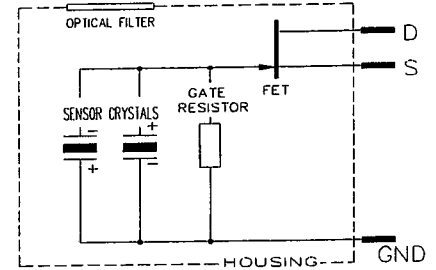 OPTICAL FILTER
D
S
FET
GATE
RESISTOR
SENSOR CRYSTALS
- +
+ -
GND
HOUSING